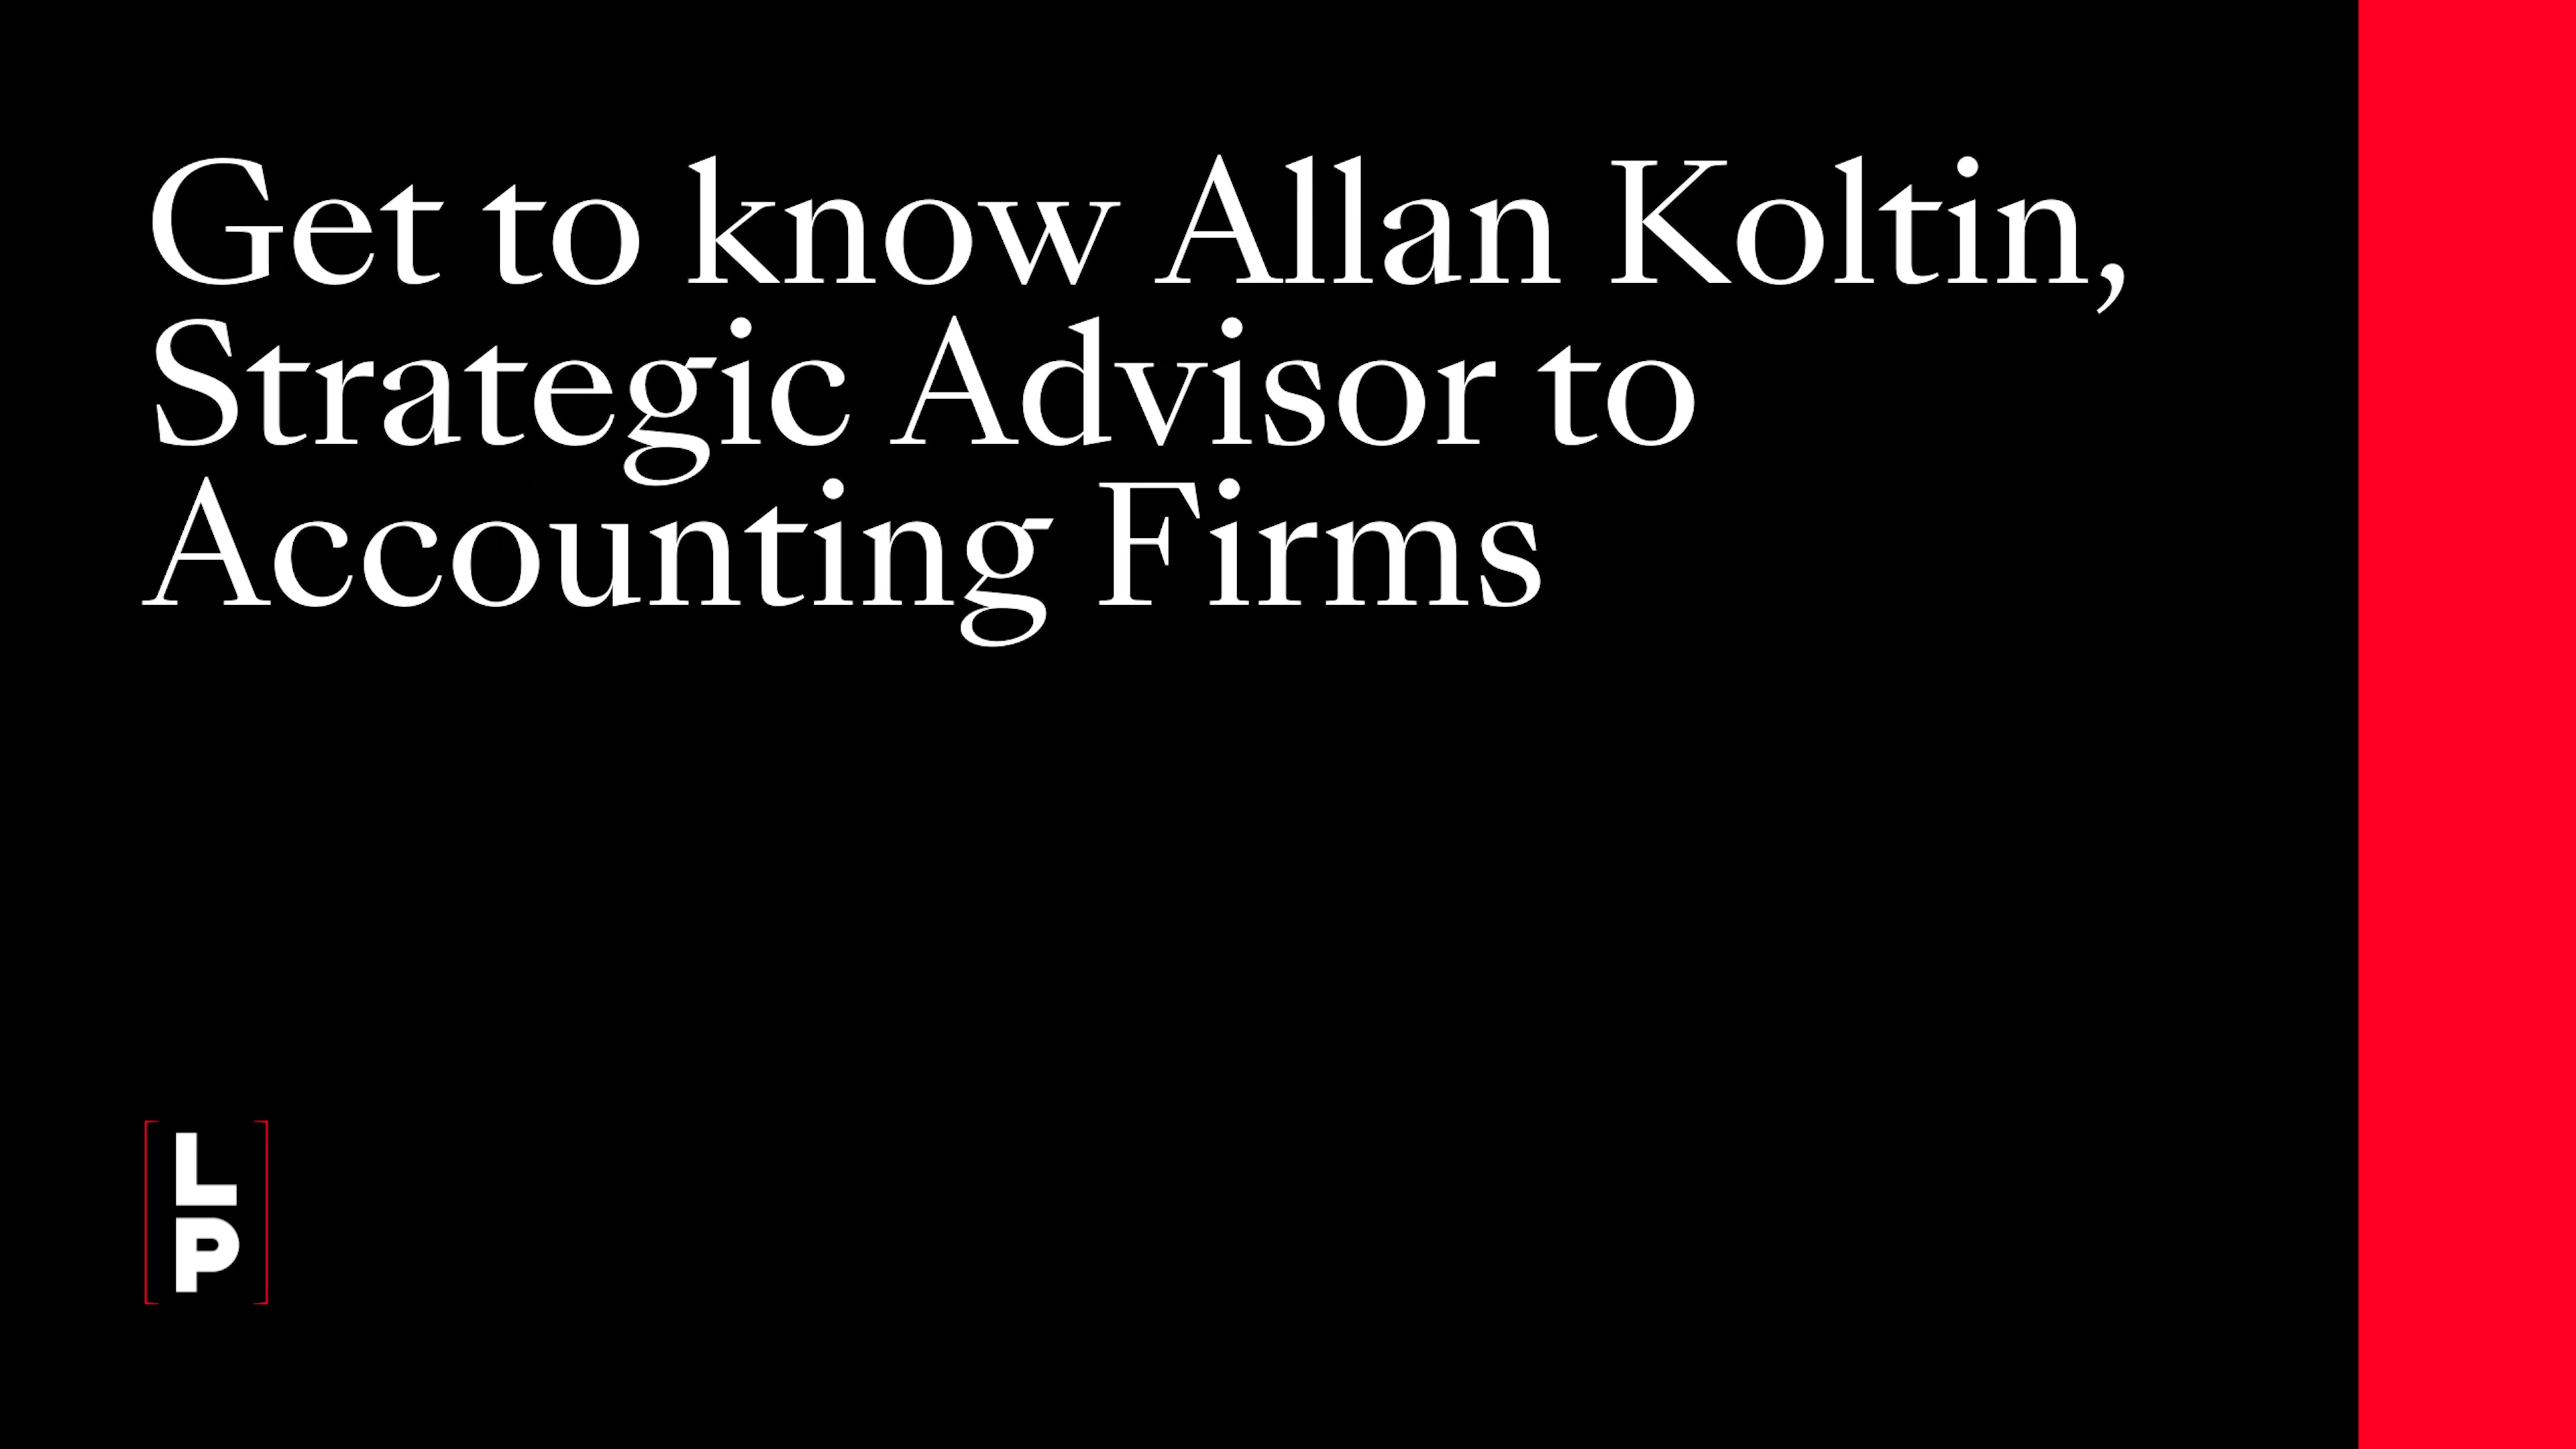 Get to know Allan Koltin,
Strategic Advisor to
Accounting Firms
L
P